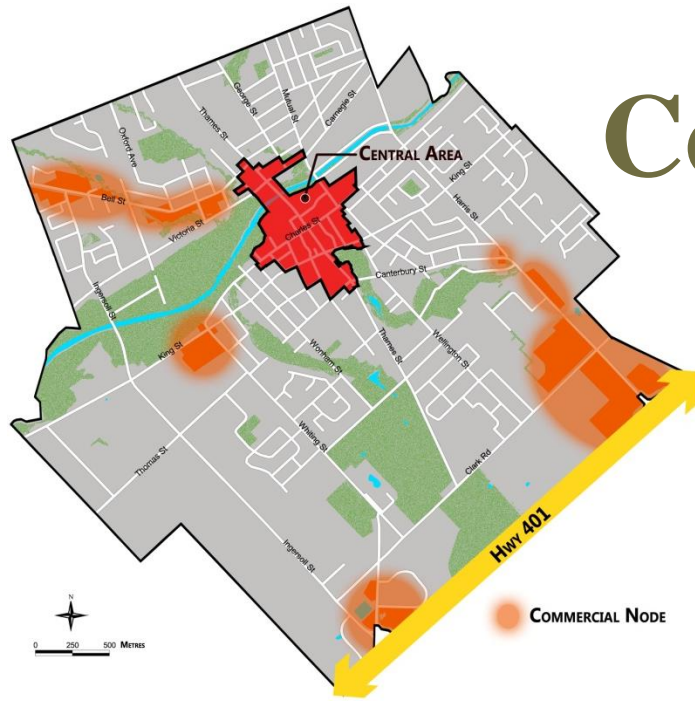 Co
CENTRAL AREA
Oxford Ave
Thames St
George St
Mutual St
Carnegie St
King St
Harris St
Bell St
Victoria St
Charles St
Canterbury St
Ingersoll St
King St
Wonham St
Thames St
Wellington St
Whiting St
Thomas St
Clark Rd
Ingersoll St
HWY 401
N
0 250 500 METRES
COMMERCIAL NODE